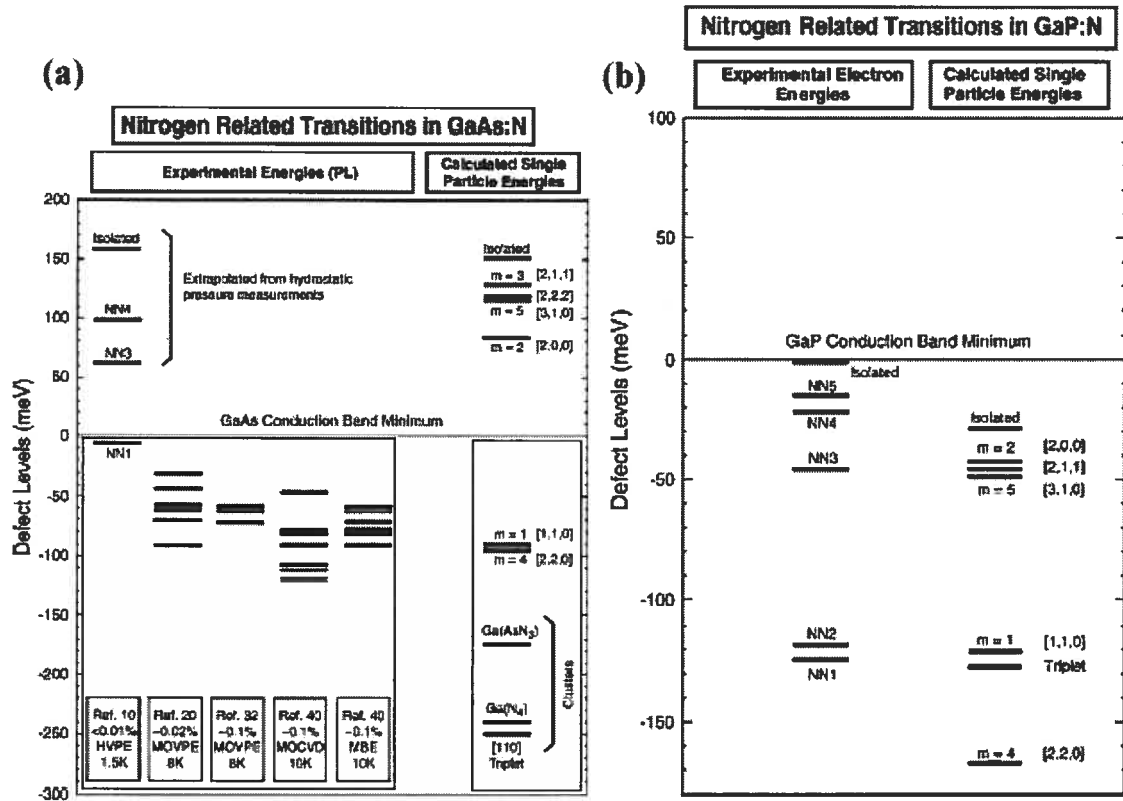 (a)
Nitrogen Related Transitions in GaAs:N
Experimental Energies (PL)
Calculated Single
Particle Energies
Defect Levels (meV)
200
150
100
50
0
-50
-100
-150
-200
-250
-300
Isolated
NN4
NN3
Extrapolated from hydrostatic
pressure measurements
Isolated
m = 3 [2,1,1]
[2,2,2]
m = 5 [3,1,0]
m = 2 [2,0,0]
GaAs Conduction Band Minimum
NN1
m = 1 [1,1,0]
m = 4 [2,2,0]
Ga(AsN3)
Ga(N4)
[110]
Triplet
Clusters
Ref. 10
<0.01%
HVPE
1.5K
Ref. 20
~0.02%
MOVPE
8K
Ref. 32
~0.1%
MOVPE
8K
Ref. 40
~0.1%
MOCVD
10K
Ref. 40
~0.1%
MBE
10K
(b)
Nitrogen Related Transitions in GaP:N
Experimental Electron
Energies
Calculated Single
Particle Energies
Defect Levels (meV)
100
50
0
-50
-100
-150
GaP Conduction Band Minimum
Isolated
NN5
NN4
NN3
NN2
NN1
Isolated
m = 2 [2,0,0]
[2,1,1]
m = 5 [3,1,0]
m = 1 [1,1,0]
Triplet
m = 4 [2,2,0]